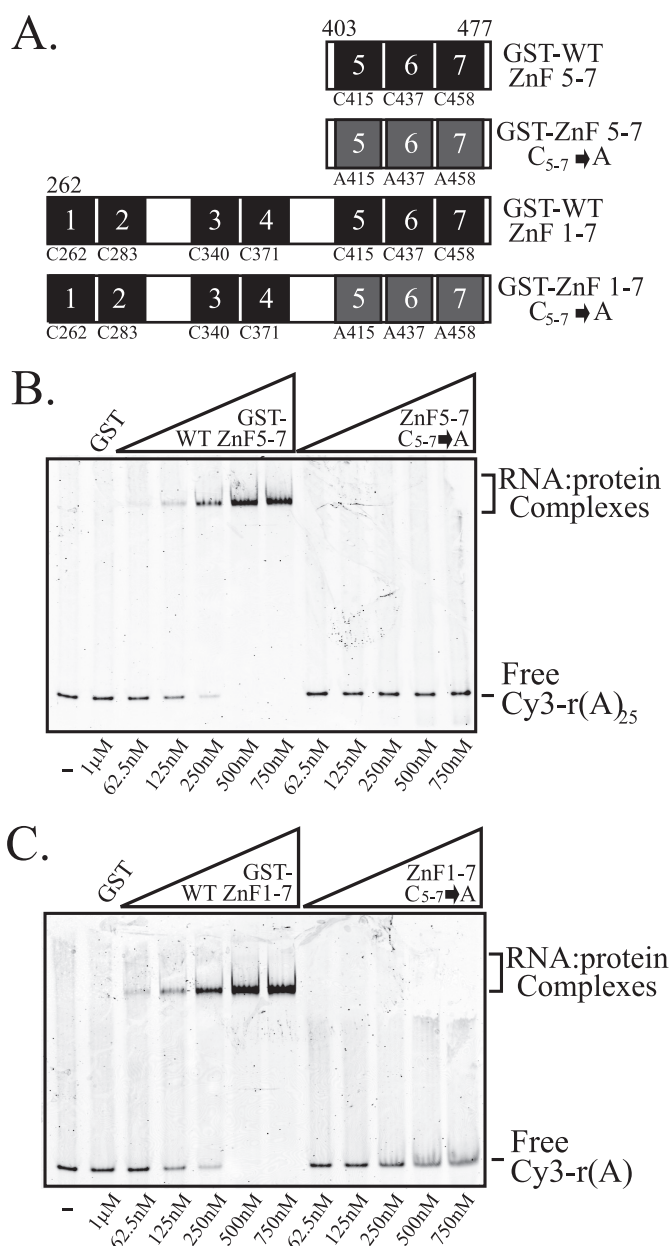 A.
403 477
5 6 7
C415 C437 C458
GST-WT
ZnF 5-7
5 6 7
A415 A437 A458
GST-ZnF 5-7
C5-7 ➡ A
262
1 2 3 4 5 6 7
C262 C283 C340 C371 C415 C437 C458
GST-WT
ZnF 1-7
1 2 3 4 5 6 7
C262 C283 C340 C371 A415 A437 A458
GST-ZnF 1-7
C5-7 ➡ A
B.
GST
GST-
WT ZnF5-7
ZnF5-7
C5-7➡A
RNA:protein
Complexes
Free
Cy3-r(A)25
- 1µM 62.5nM 125nM 250nM 500nM 750nM 62.5nM 125nM 250nM 500nM 750nM
C.
GST
GST-
WT ZnF1-7
ZnF1-7
C5-7➡A
RNA:protein
Complexes
Free
Cy3-r(A)
- 1µM 62.5nM 125nM 250nM 500nM 750nM 62.5nM 125nM 250nM 500nM 750nM